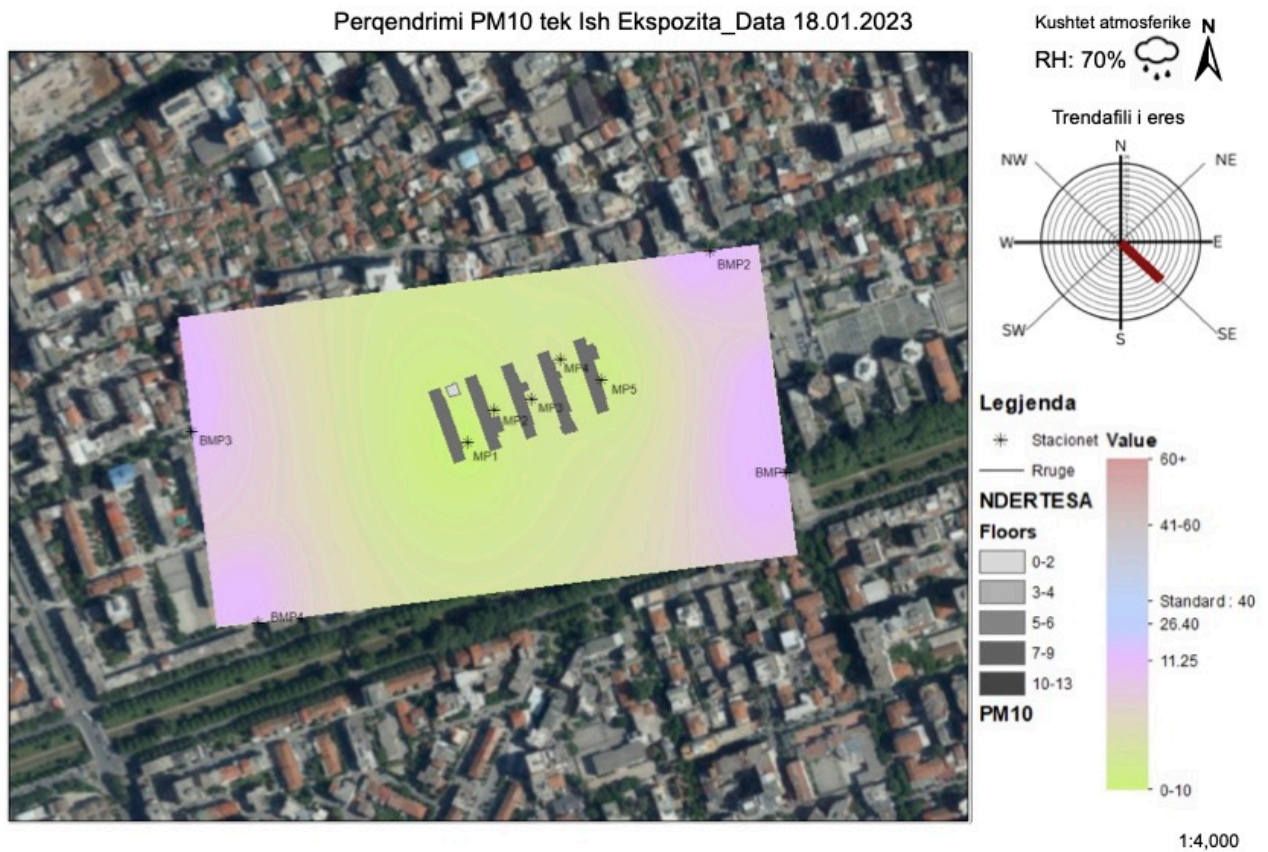 Perqendrimi PM10 tek Ish Ekspozita_Data 18.01.2023
Kushtet atmosferike
N
RH: 70%
Trendafili i eres
N
NW
NE
W
E
SW
SE
S
BMP2
BMP3
BMP4
BMP
MP1
MP2
MP3
MP4
MP5
Legjenda
Stacionet
Rruge
NDERTESA
Floors
0-2
3-4
5-6
7-9
10-13
PM10
Value
60+
41-60
Standard : 40
26.40
11.25
0-10
1:4,000